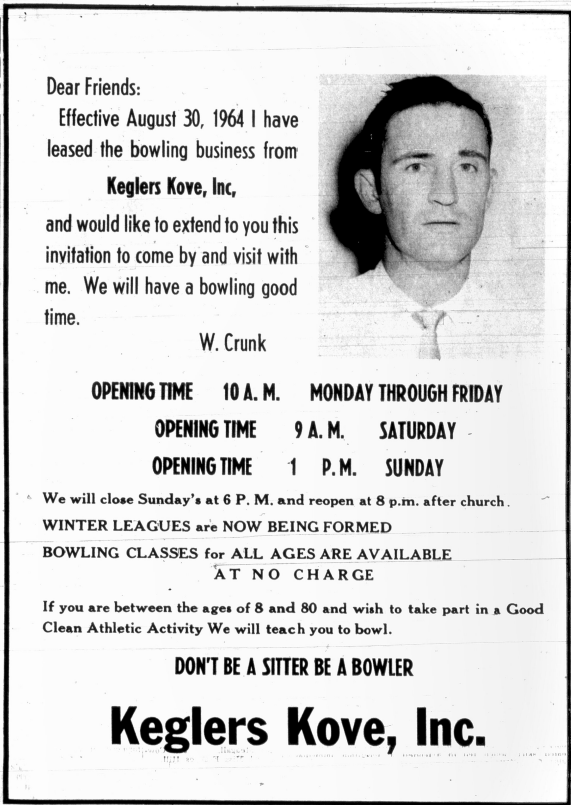 Dear Friends:
Effective August 30, 1964 I have
leased the bowling business from
Keglers Kove, Inc,
and would like to extend to you this
invitation to come by and visit with
me. We will have a bowling good
time.
W. Crunk
OPENING TIME 10 A. M. MONDAY THROUGH FRIDAY
OPENING TIME 9 A. M. SATURDAY
OPENING TIME 1 P. M. SUNDAY
We will close Sunday's at 6 P. M. and reopen at 8 p.m. after church.
WINTER LEAGUES are NOW BEING FORMED
BOWLING CLASSES for ALL AGES ARE AVAILABLE
AT NO CHARGE
If you are between the ages of 8 and 80 and wish to take part in a Good
Clean Athletic Activity We will teach you to bowl.
DON'T BE A SITTER BE A BOWLER
Keglers Kove, Inc.